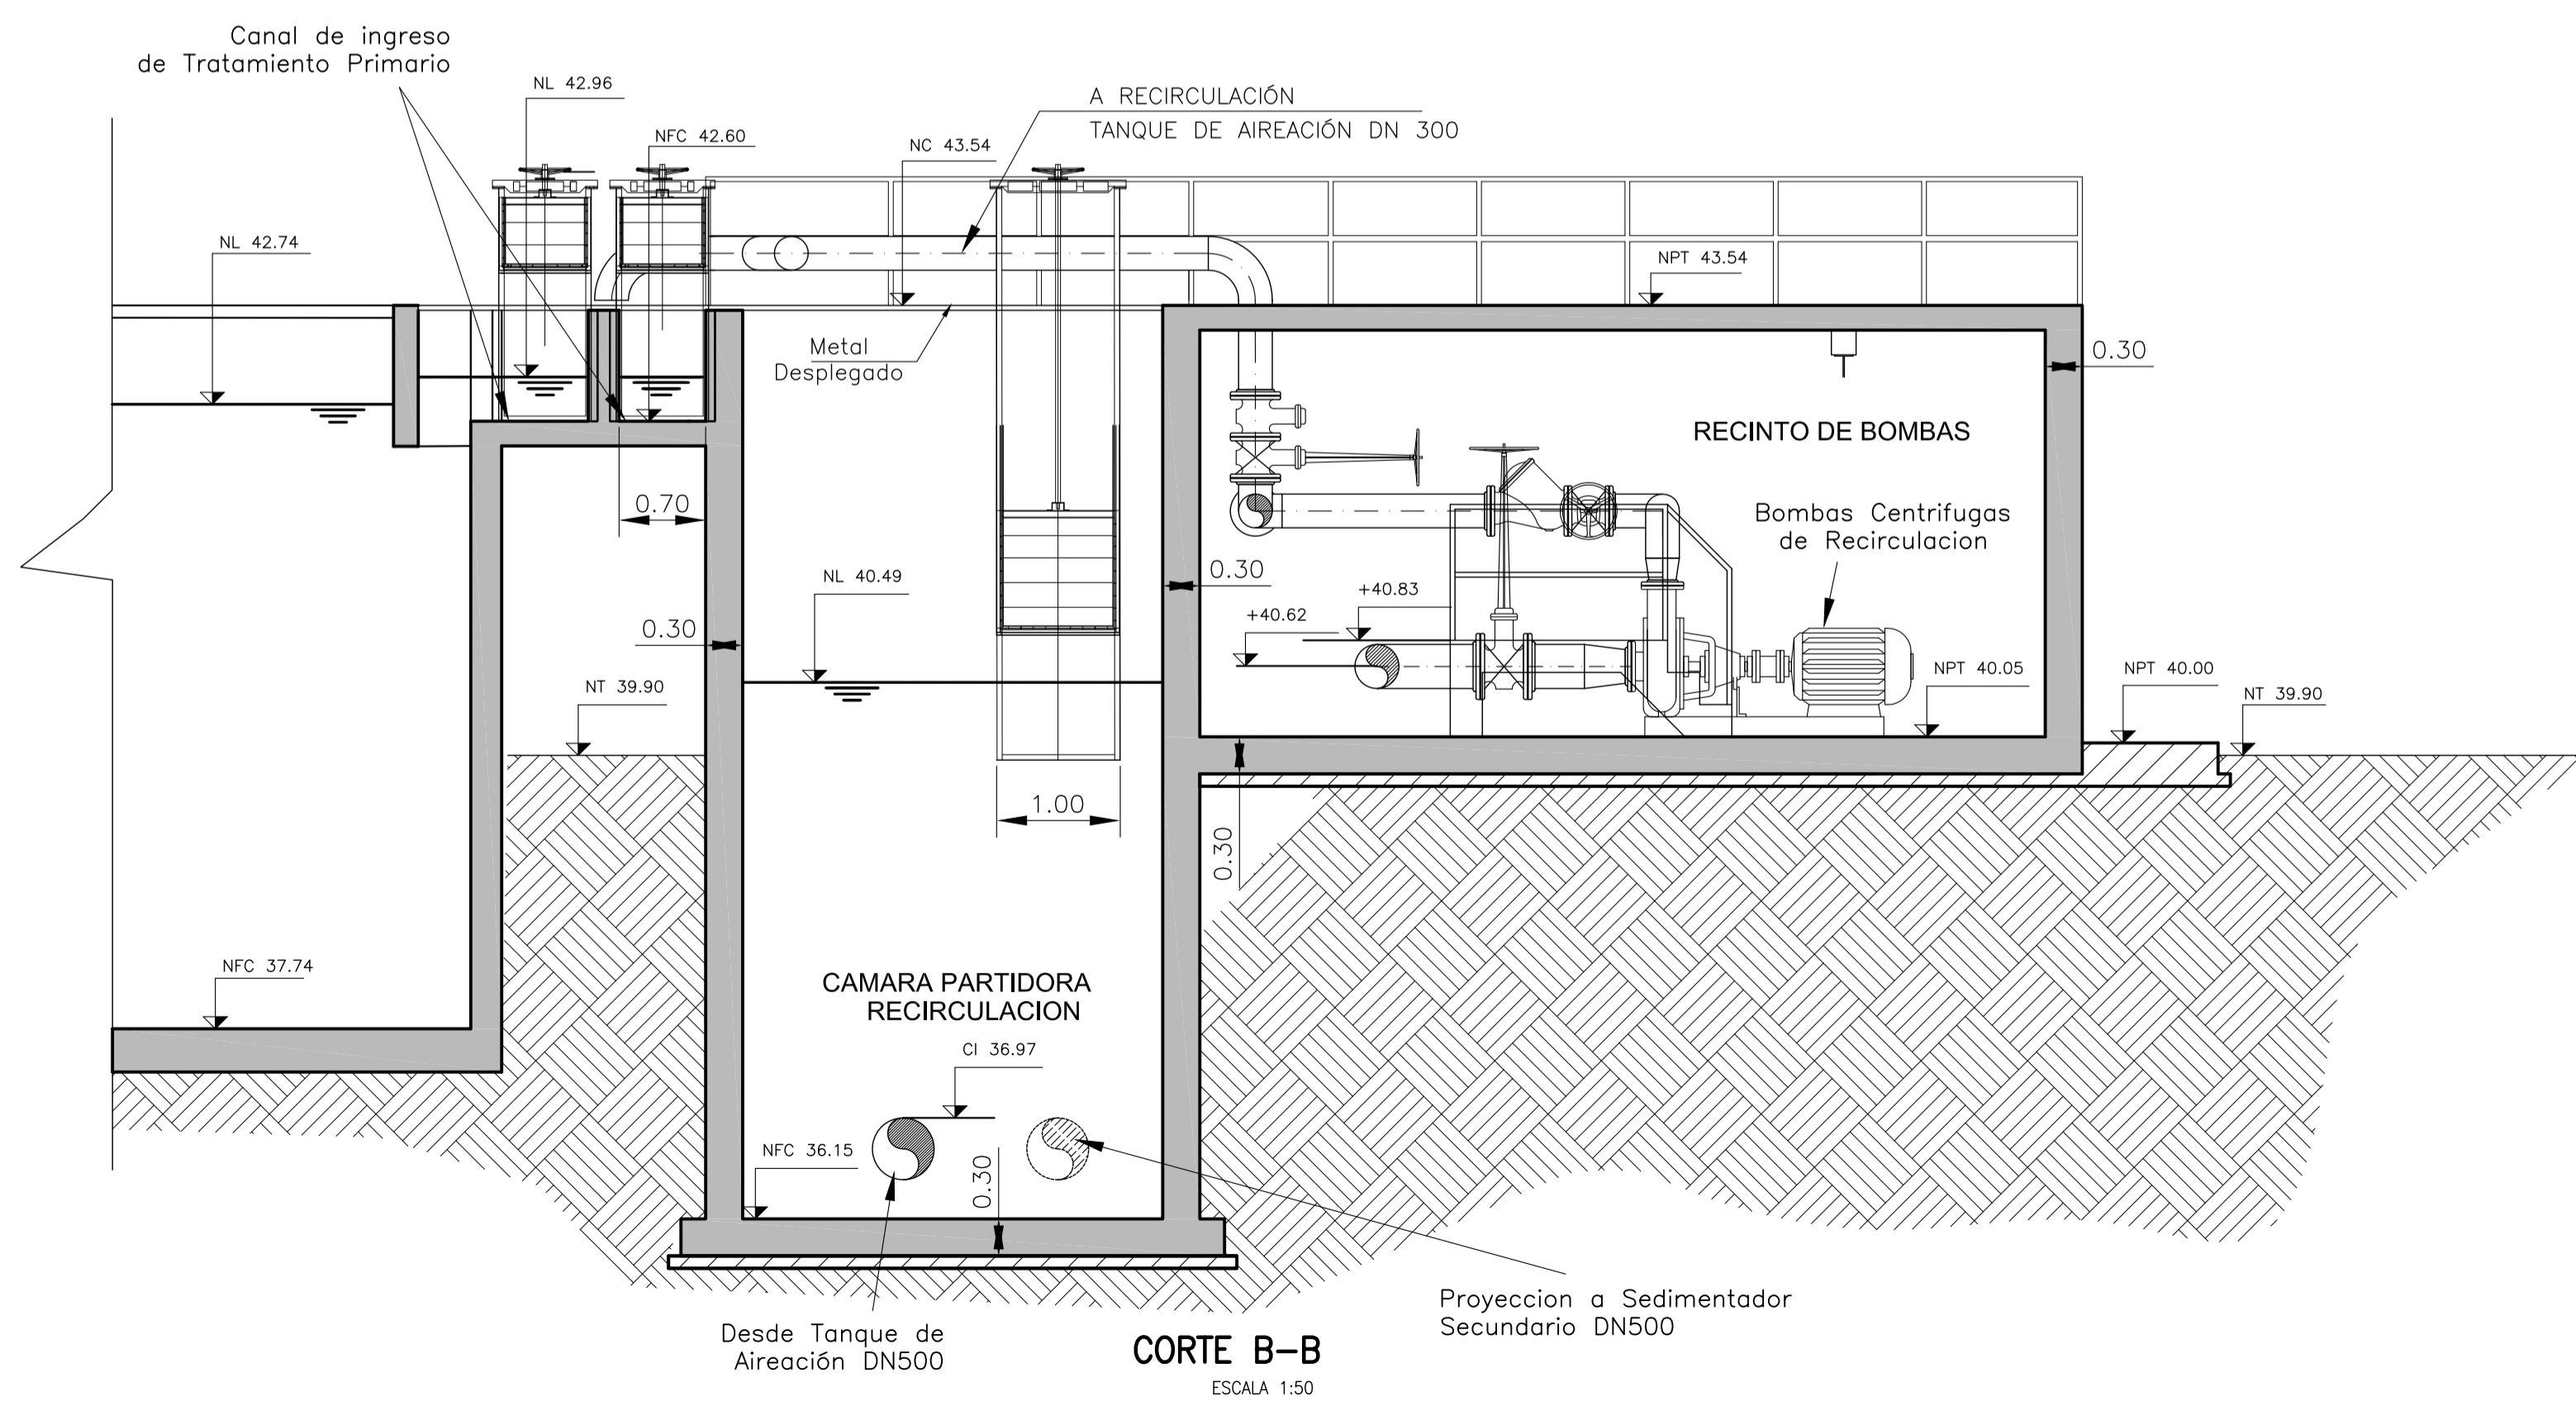 Canal de ingreso
de Tratamiento Primario
NL 42.96
NFC 42.60
NC 43.54
A RECIRCULACIÓN
TANQUE DE AIREACIÓN DN 300
NL 42.74
NPT 43.54
Metal
Desplegado
0.30
RECINTO DE BOMBAS
0.70
Bombas Centrifugas
de Recirculacion
NL 40.49
0.30
+40.83
+40.62
0.30
NT 39.90
NPT 40.05
NPT 40.00
NT 39.90
1.00
0.30
NFC 37.74
CAMARA PARTIDORA
RECIRCULACION
CI 36.97
NFC 36.15
0.30
Desde Tanque de
Aireación DN500
Proyeccion a Sedimentador
Secundario DN500
CORTE B-B
ESCALA 1:50